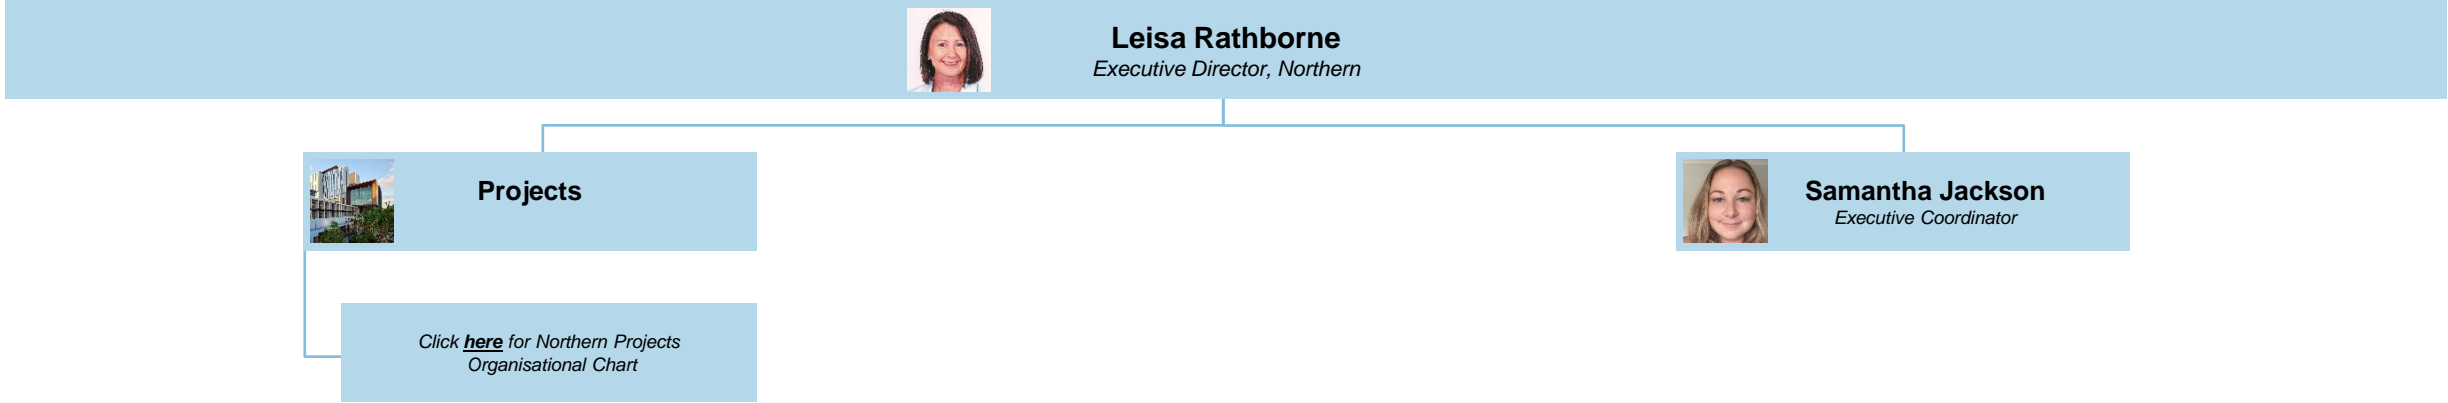 Leisa Rathborne
Executive Director, Northern
Projects
Samantha Jackson
Executive Coordinator
Click here for Northern Projects
Organisational Chart